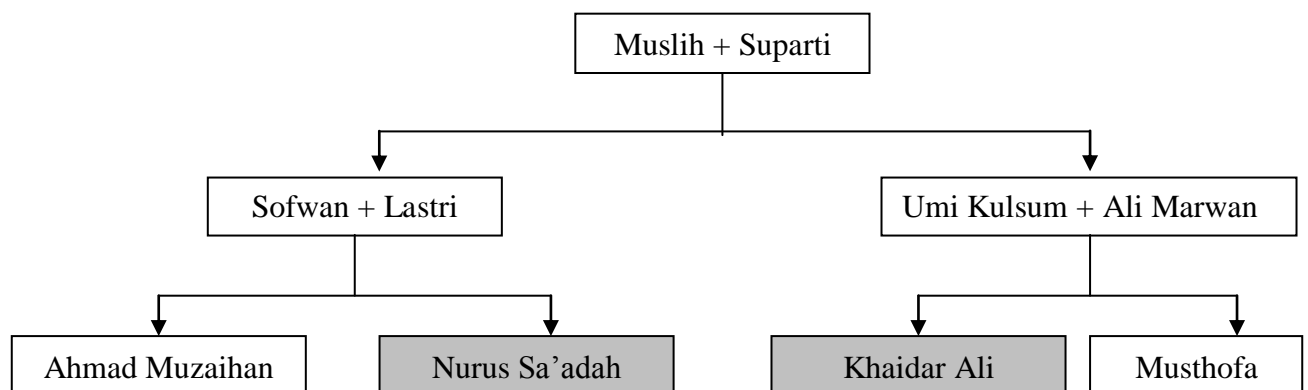 Muslih + Suparti
Sofwan + Lastri
Umi Kulsum + Ali Marwan
Ahmad Muzaihan
Nurus Sa’adah
Khaidar Ali
Musthofa